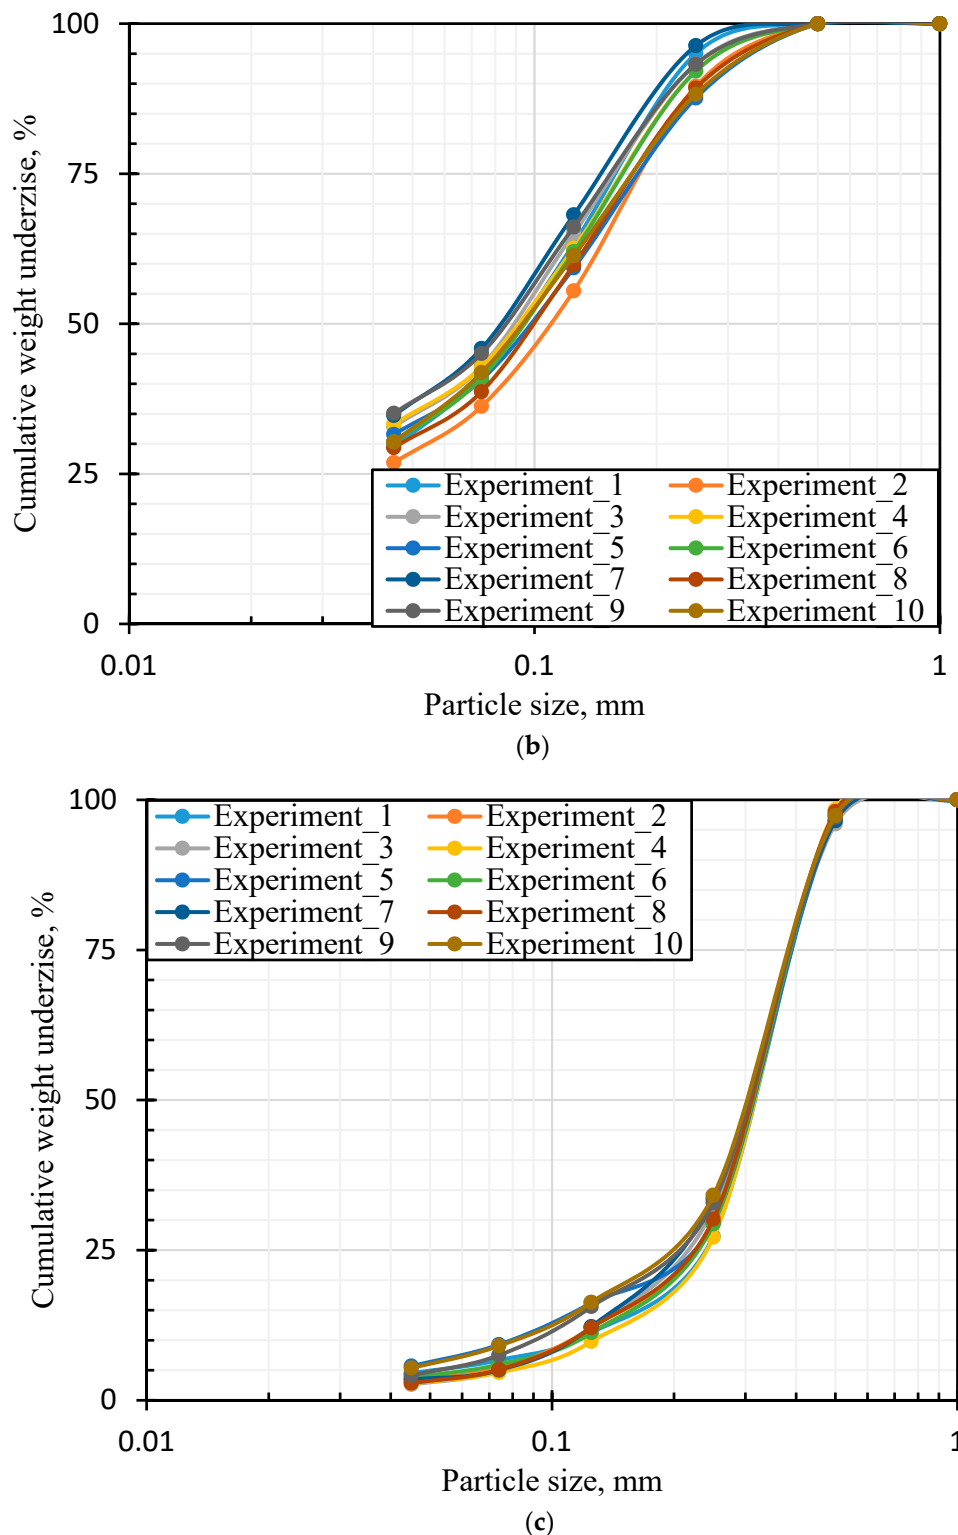 100
75
50
25
0
Cumulative weight underzise, %
Experiment_1 Experiment_2
Experiment_3 Experiment_4
Experiment_5 Experiment_6
Experiment_7 Experiment_8
Experiment_9 Experiment_10
0.01 0.1 1
Particle size, mm
(b)
100
75
50
25
0
Cumulative weight underzise, %
Experiment_1 Experiment_2
Experiment_3 Experiment_4
Experiment_5 Experiment_6
Experiment_7 Experiment_8
Experiment_9 Experiment_10
0.01 0.1 1
Particle size, mm
(c)